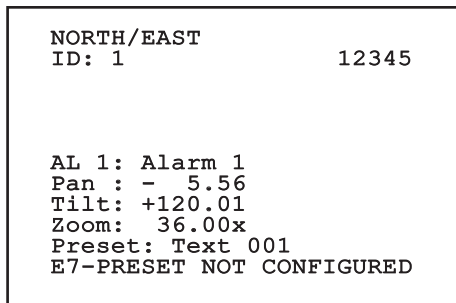 NORTH/EAST
ID: 1 12345
AL 1: Alarm 1
Pan : - 5.56
Tilt: +120.01
Zoom: 36.00x
Preset: Text 001
E7-PRESET NOT CONFIGURED